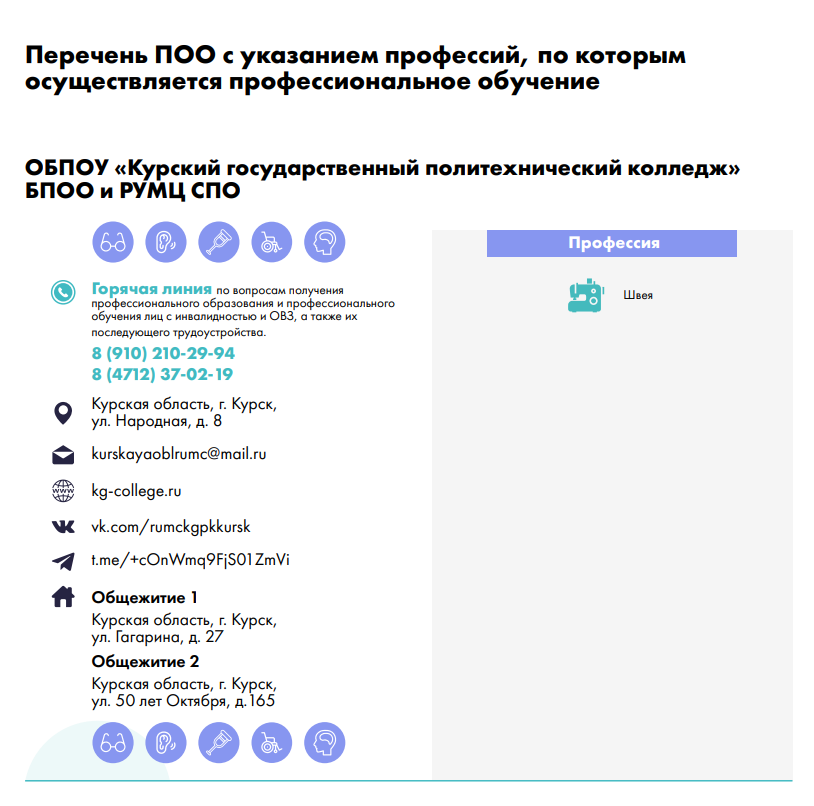 Перечень ПОО с указанием профессий, по которым
осуществляется профессиональное обучение
ОБПОУ «Курский государственный политехнический колледж»
БПОО и РУМЦ СПО
Горячая линия по вопросам получения
профессионального образования и профессионального
обучения лиц с инвалидностью и ОВЗ, а также их
последующего трудоустройства.
8 (910) 210-29-94
8 (4712) 37-02-19
Курская область, г. Курск,
ул. Народная, д. 8
kurskayaoblrumc@mail.ru
www
kg-college.ru
vk.com/rumckgpkkursk
t.me/+cOnWmq9FjS01ZmVi
Общежитие 1
Курская область, г. Курск,
ул. Гагарина, д. 27
Общежитие 2
Курская область, г. Курск,
ул. 50 лет Октября, д.165
Профессия
Швея